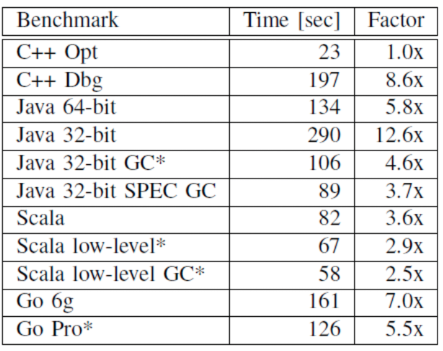 Benchmark Time [sec] Factor
C++ Opt 23 1.0x
C++ Dbg 197 8.6x
Java 64-bit 134 5.8x
Java 32-bit 290 12.6x
Java 32-bit GC* 106 4.6x
Java 32-bit SPEC GC 89 3.7x
Scala 82 3.6x
Scala low-level* 67 2.9x
Scala low-level GC* 58 2.5x
Go 6g 161 7.0x
Go Pro* 126 5.5x